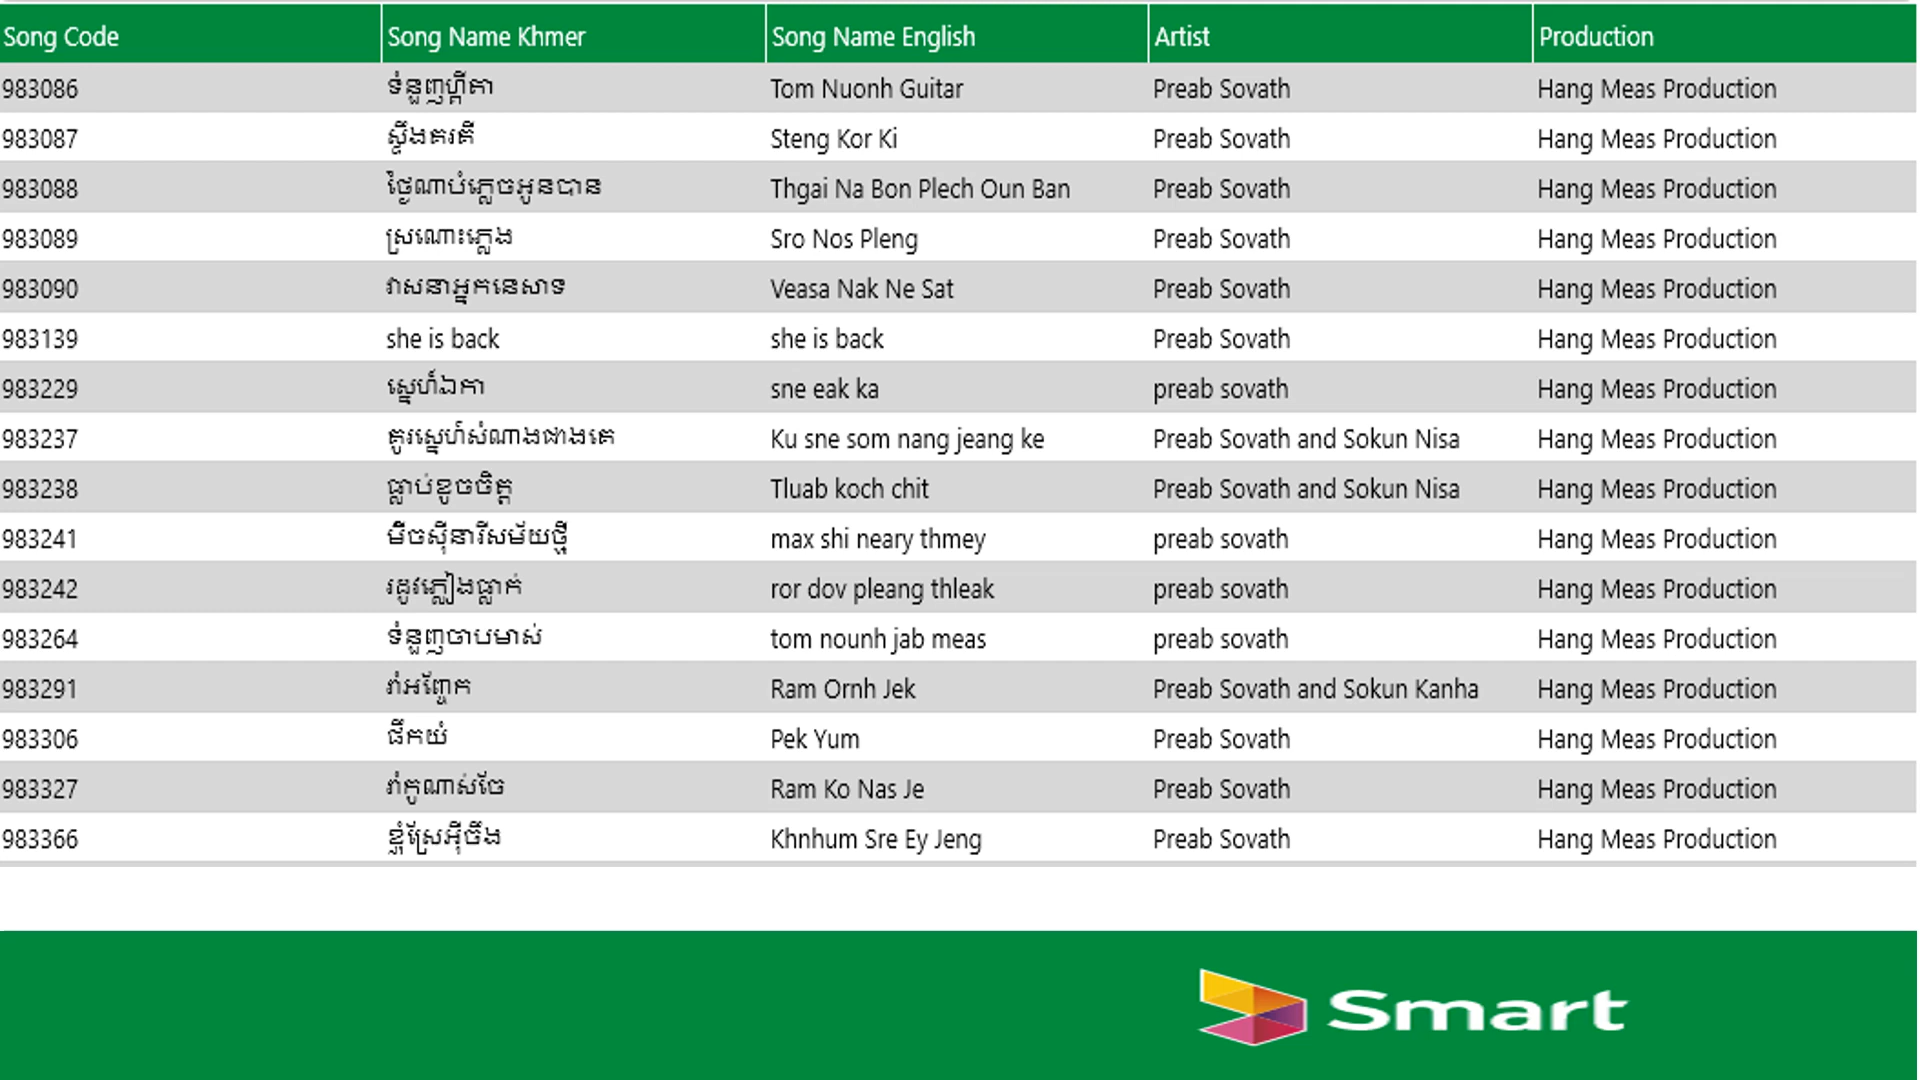 Song Code Song Name Khmer Song Name English Artist Production
983086 ទំនួញហ្គីតា Tom Nuonh Guitar Preab Sovath Hang Meas Production
983087 ស្ទឹងគរគី Steng Kor Ki Preab Sovath Hang Meas Production
983088 ថ្ងៃណាបំភ្លេចអូនបាន Thgai Na Bon Plech Oun Ban Preab Sovath Hang Meas Production
983089 ស្រណោះភ្លេង Sro Nos Pleng Preab Sovath Hang Meas Production
983090 វាសនាអ្នកនេសាទ Veasa Nak Ne Sat Preab Sovath Hang Meas Production
983139 she is back she is back Preab Sovath Hang Meas Production
983229 ស្នេហ៍ឯកា sne eak ka preab sovath Hang Meas Production
983237 គូរស្នេហ៍សំណាងជាងគេ Ku sne som nang jeang ke Preab Sovath and Sokun Nisa Hang Meas Production
983238 ធ្លាប់ខូចចិត្ត Tluab koch chit Preab Sovath and Sokun Nisa Hang Meas Production
983241 ម៉ឹចស៊ីនារីសម័យថ្មី max shi neary thmey preab sovath Hang Meas Production
983242 រដូវភ្លៀងធ្លាក់ ror dov pleang thleak preab sovath Hang Meas Production
983264 ទំនួញចាបមាស់ tom nounh jab meas preab sovath Hang Meas Production
983291 រាំអញ្ចែក Ram Ornh Jek Preab Sovath and Sokun Kanha Hang Meas Production
983306 ផឹកយំ Pek Yum Preab Sovath Hang Meas Production
983327 រាំកូណាស់ចែ Ram Ko Nas Je Preab Sovath Hang Meas Production
983366 ខ្ញុំស្រែអ៊ីចឹង Khnhum Sre Ey Jeng Preab Sovath Hang Meas Production
Smart